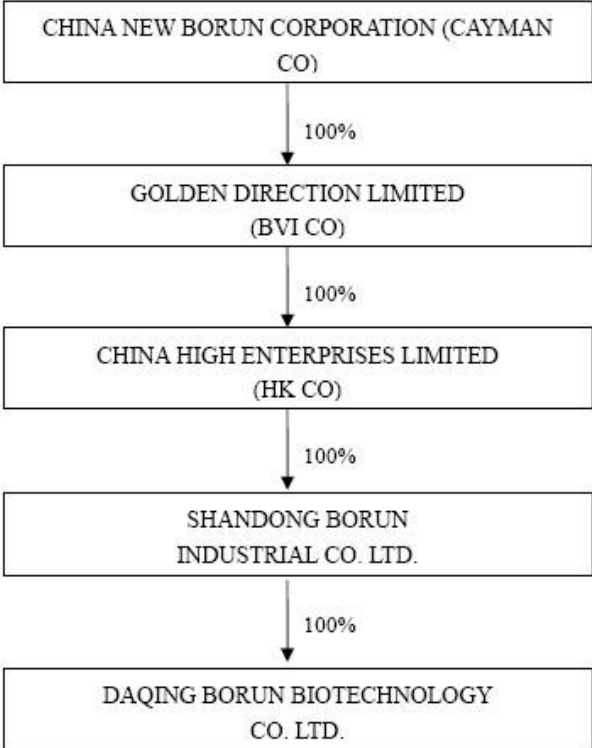 CHINA NEW BORUN CORPORATION (CAYMAN
CO)
100%
GOLDEN DIRECTION LIMITED
(BVI CO)
100%
CHINA HIGH ENTERPRISES LIMITED
(HK CO)
100%
SHANDONG BORUN
INDUSTRIAL CO. LTD.
100%
DAQING BORUN BIOTECHNOLOGY
CO. LTD.